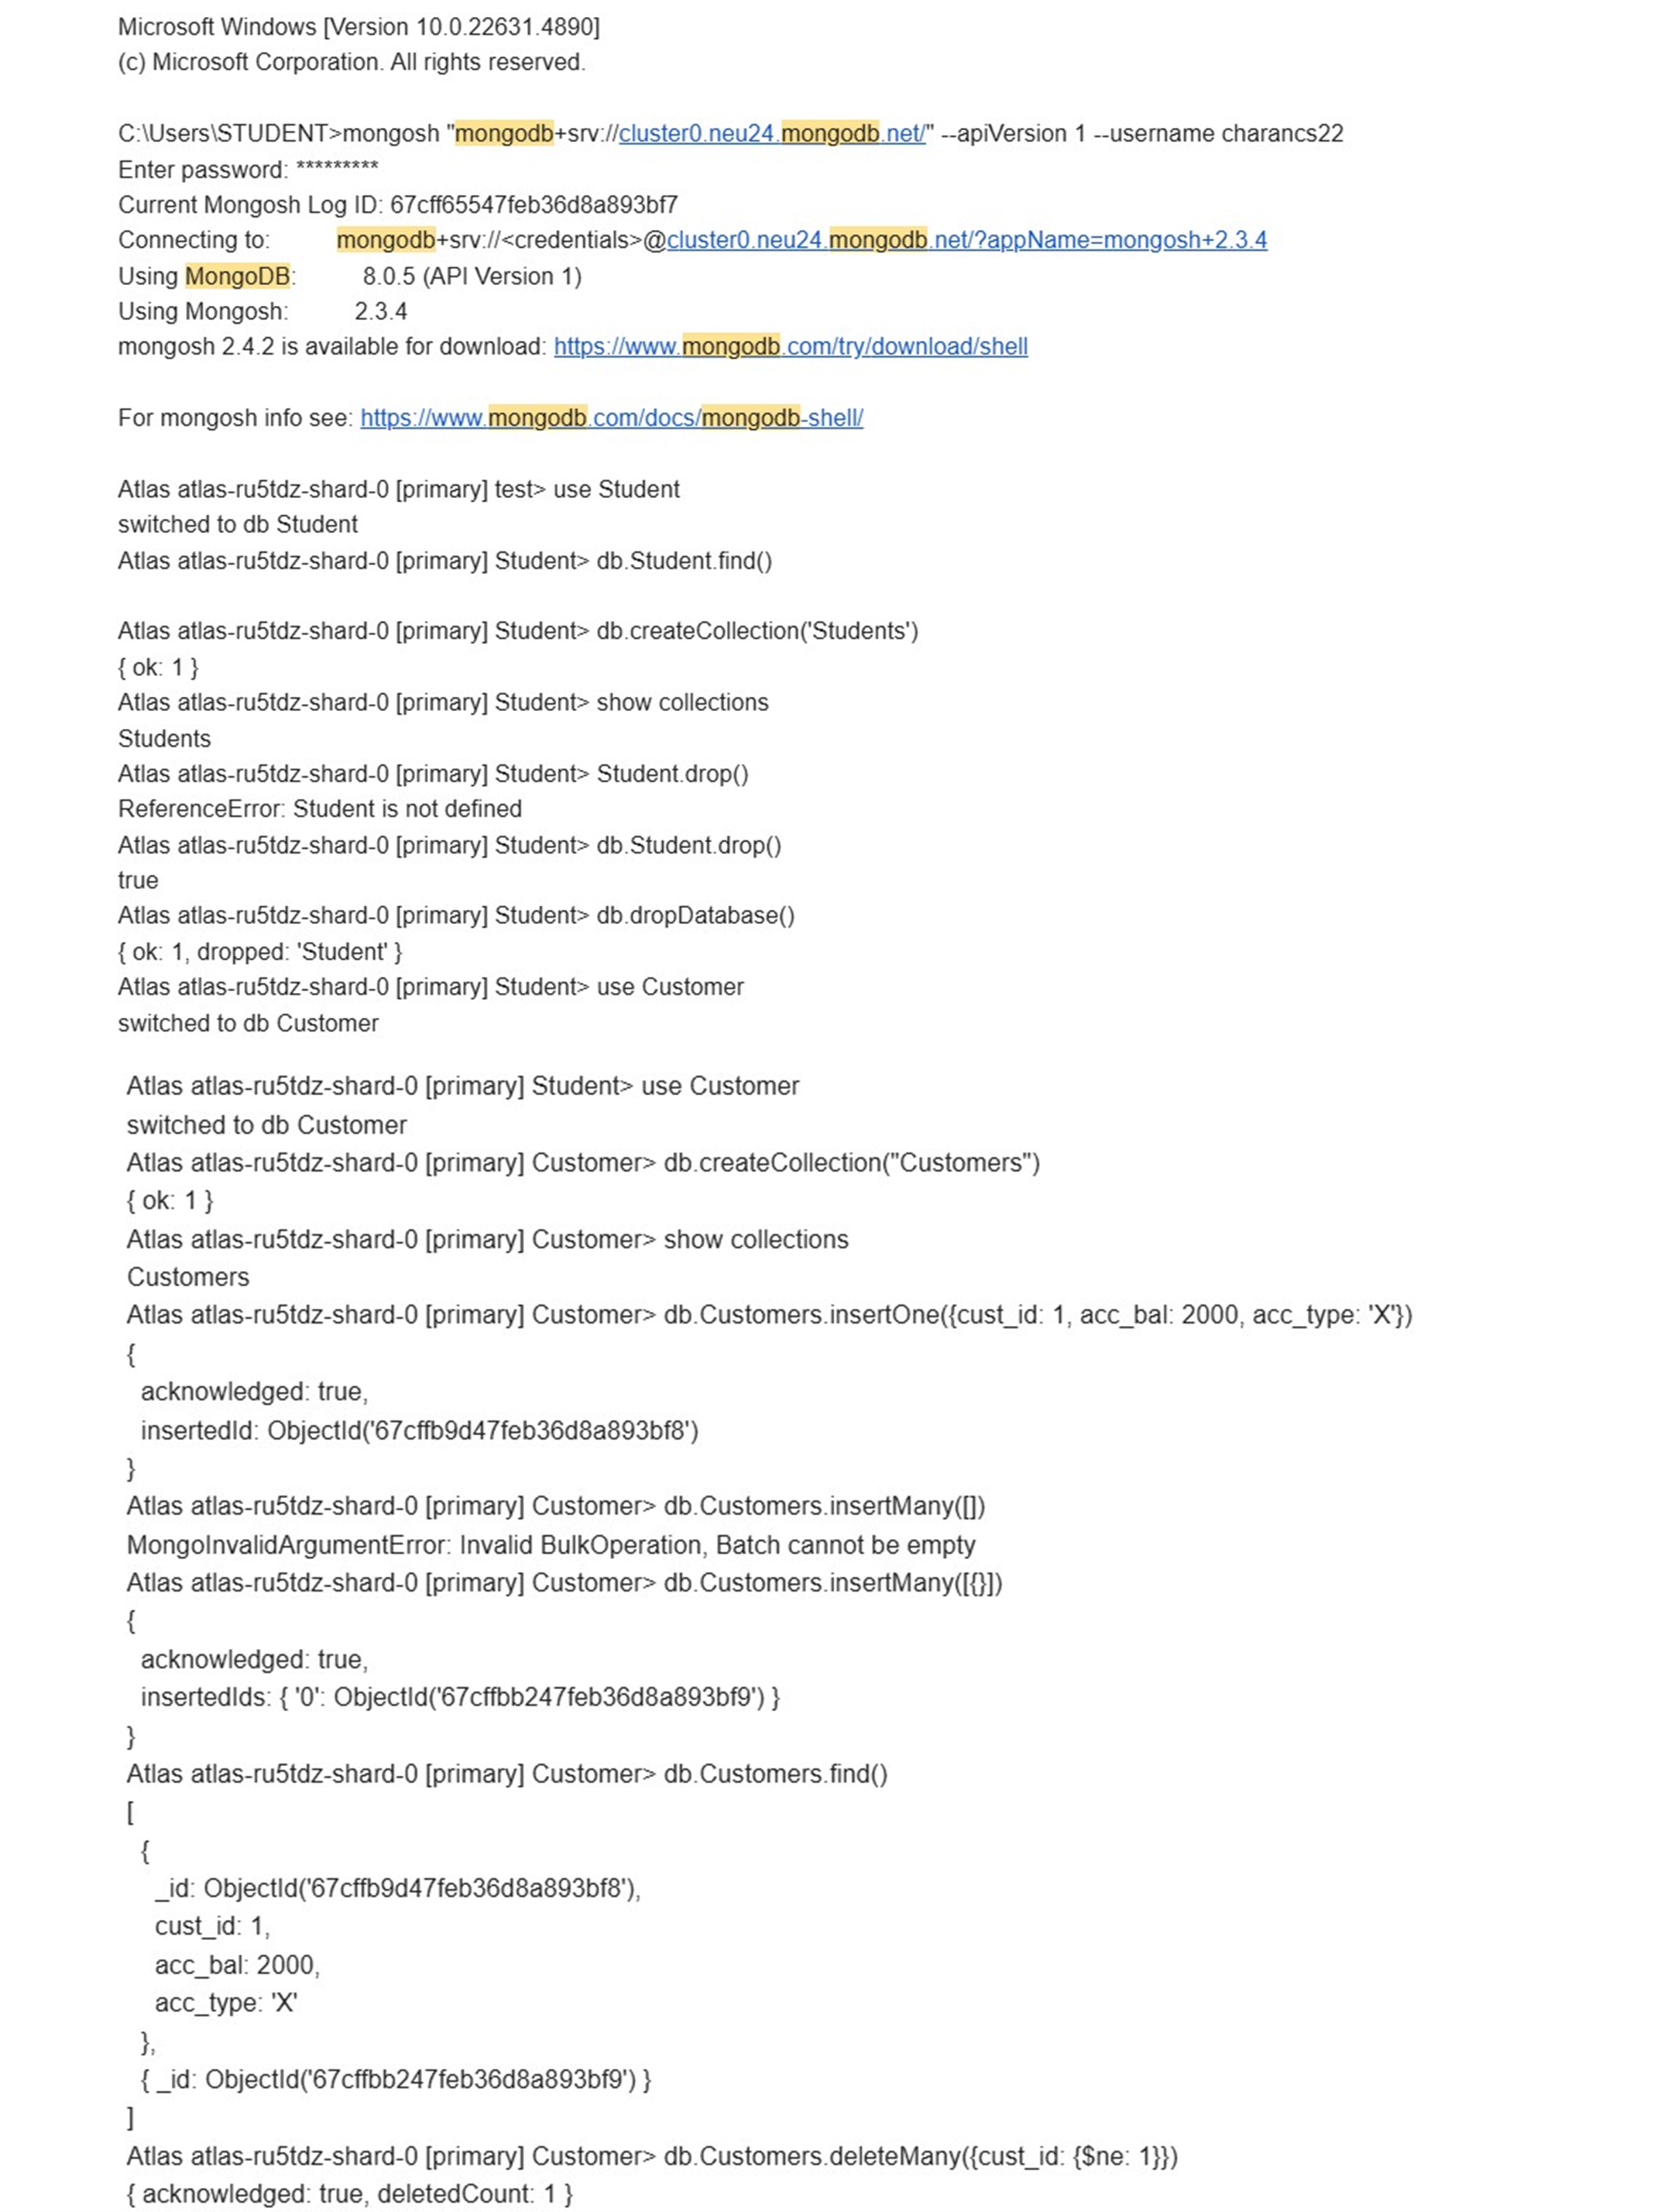 Microsoft Windows [Version 10.0.22631.4890]
(c) Microsoft Corporation. All rights reserved.
C:\Users\STUDENT>mongosh "mongodb+srv://cluster0.neu24.mongodb.net/" --apiVersion 1 --username charancs22
Enter password: *********
Current Mongosh Log ID: 67cff65547feb36d8a893bf7
Connecting to: mongodb+srv://<credentials>@cluster0.neu24.mongodb.net/?appName=mongosh+2.3.4
Using MongoDB: 8.0.5 (API Version 1)
Using Mongosh: 2.3.4
mongosh 2.4.2 is available for download: https://www.mongodb.com/try/download/shell
For mongosh info see: https://www.mongodb.com/docs/mongodb-shell/
Atlas atlas-ru5tdz-shard-0 [primary] test> use Student
switched to db Student
Atlas atlas-ru5tdz-shard-0 [primary] Student> db.Student.find()
Atlas atlas-ru5tdz-shard-0 [primary] Student> db.createCollection('Students')
{ ok: 1 }
Atlas atlas-ru5tdz-shard-0 [primary] Student> show collections
Students
Atlas atlas-ru5tdz-shard-0 [primary] Student> Student.drop()
ReferenceError: Student is not defined
Atlas atlas-ru5tdz-shard-0 [primary] Student> db.Student.drop()
true
Atlas atlas-ru5tdz-shard-0 [primary] Student> db.dropDatabase()
{ ok: 1, dropped: 'Student' }
Atlas atlas-ru5tdz-shard-0 [primary] Student> use Customer
switched to db Customer
Atlas atlas-ru5tdz-shard-0 [primary] Student> use Customer
switched to db Customer
Atlas atlas-ru5tdz-shard-0 [primary] Customer> db.createCollection("Customers")
{ ok: 1 }
Atlas atlas-ru5tdz-shard-0 [primary] Customer> show collections
Customers
Atlas atlas-ru5tdz-shard-0 [primary] Customer> db.Customers.insertOne({cust_id: 1, acc_bal: 2000, acc_type: 'X'})
{
acknowledged: true,
insertedId: ObjectId('67cffb9d47feb36d8a893bf8')
}
Atlas atlas-ru5tdz-shard-0 [primary] Customer> db.Customers.insertMany([])
MongoInvalidArgumentError: Invalid BulkOperation, Batch cannot be empty
Atlas atlas-ru5tdz-shard-0 [primary] Customer> db.Customers.insertMany([{}])
{
acknowledged: true,
insertedIds: { '0': ObjectId('67cffbb247feb36d8a893bf9') }
}
Atlas atlas-ru5tdz-shard-0 [primary] Customer> db.Customers.find()
[
{
_id: ObjectId('67cffb9d47feb36d8a893bf8'),
cust_id: 1,
acc_bal: 2000,
acc_type: 'X'
},
{ _id: ObjectId('67cffbb247feb36d8a893bf9') }
]
Atlas atlas-ru5tdz-shard-0 [primary] Customer> db.Customers.deleteMany({cust_id: {$ne: 1}})
{ acknowledged: true, deletedCount: 1 }